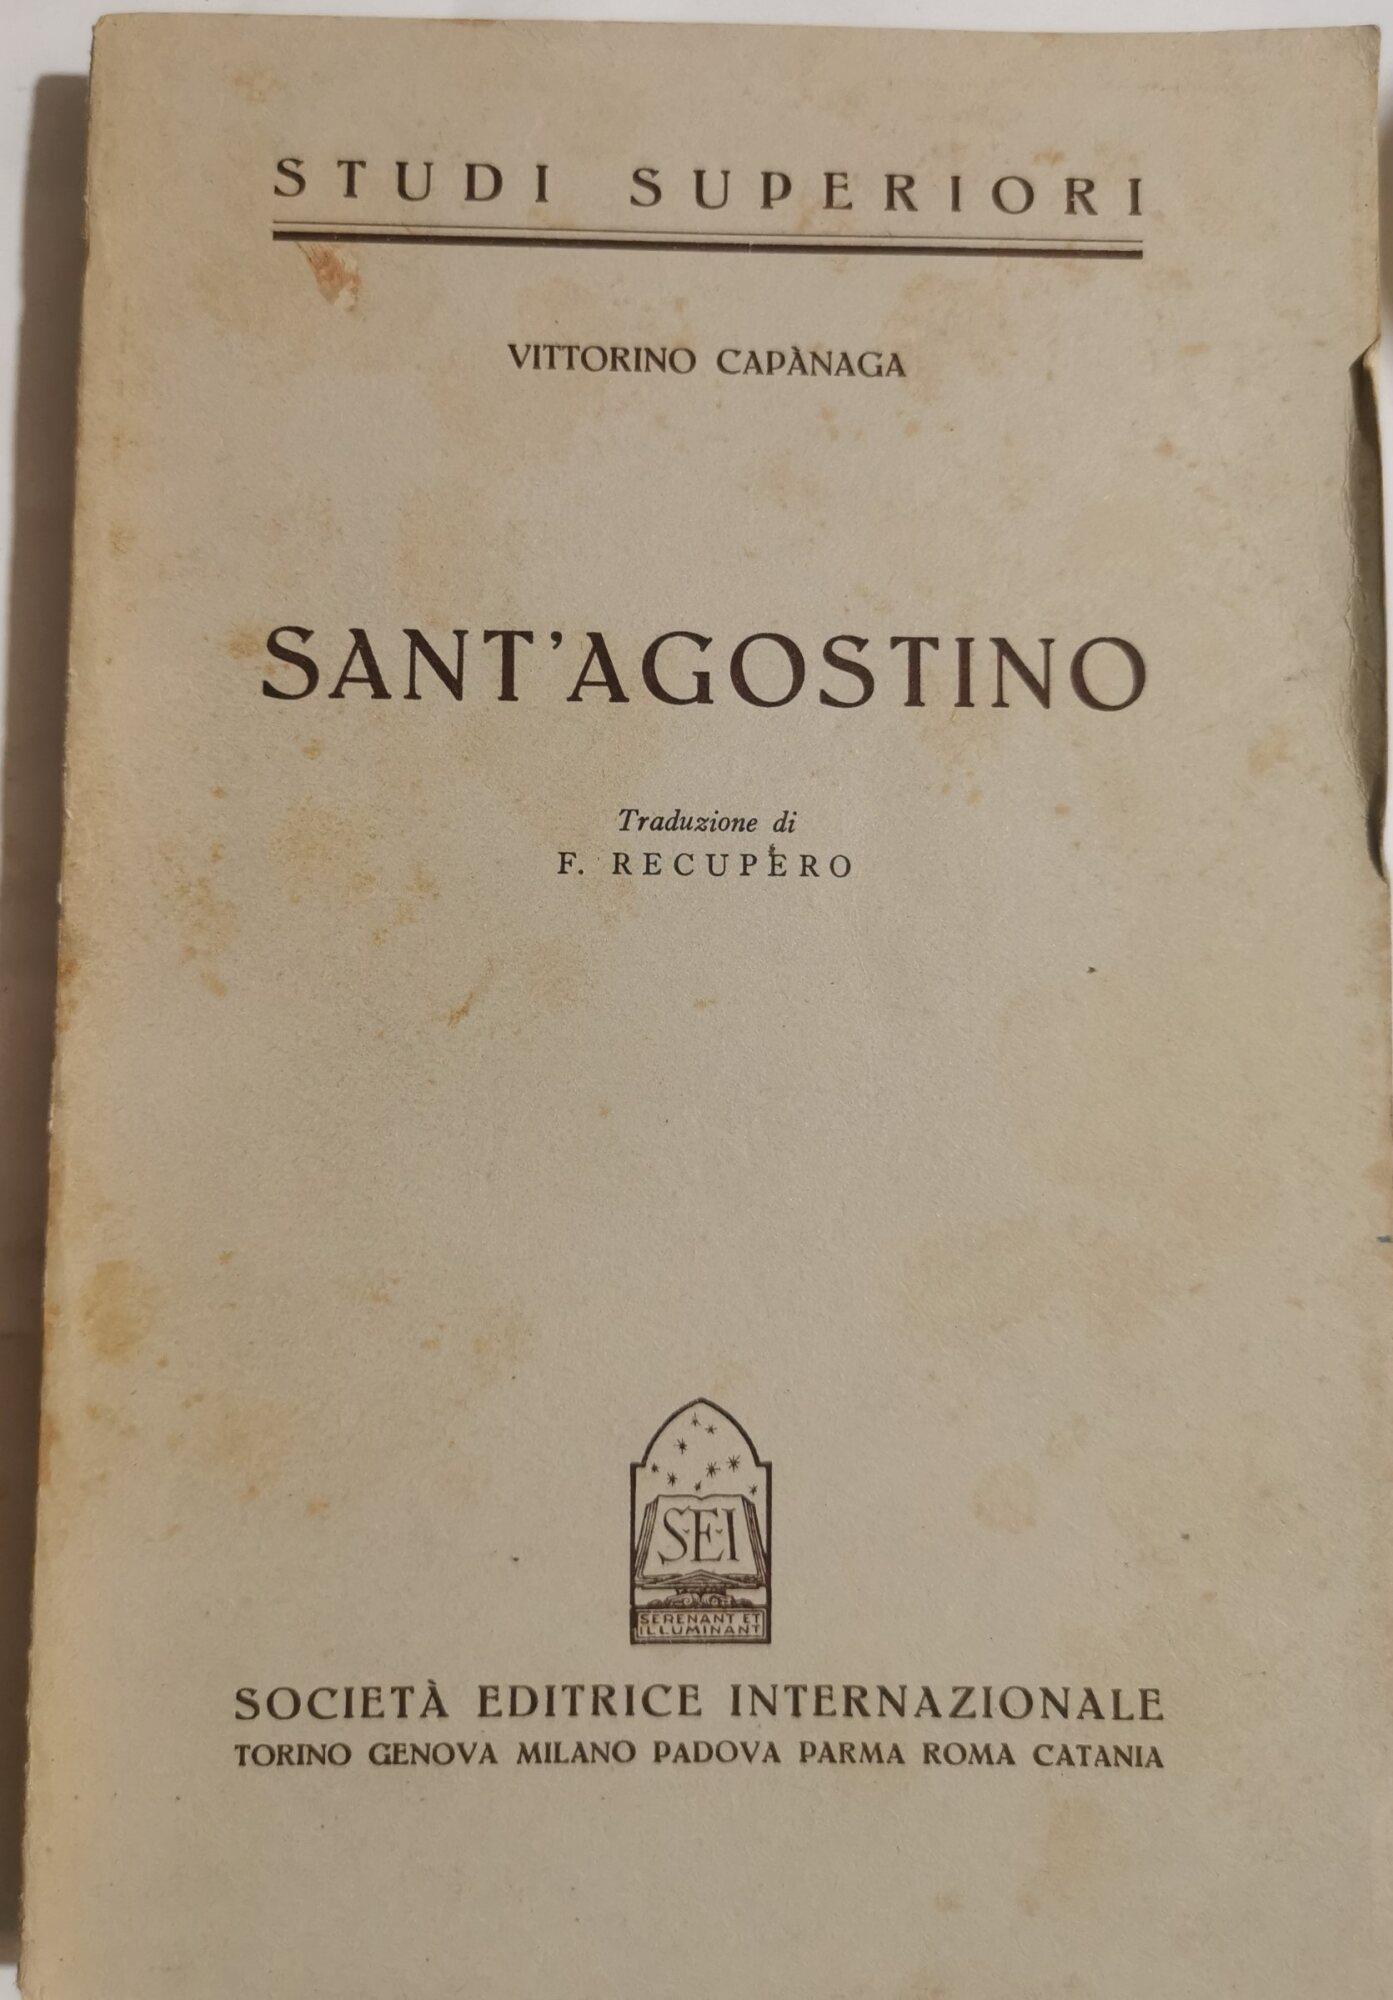 STUDI SUPERIORI
VITTORINO CAPÀNAGA
SANT'AGOSTINO
Traduzione di
F. RECUPERO
S·E·I
SERENANT ET
ILLUMINANT
SOCIETÀ EDITRICE INTERNAZIONALE
TORINO GENOVA MILANO PADOVA PARMA ROMA CATANIA